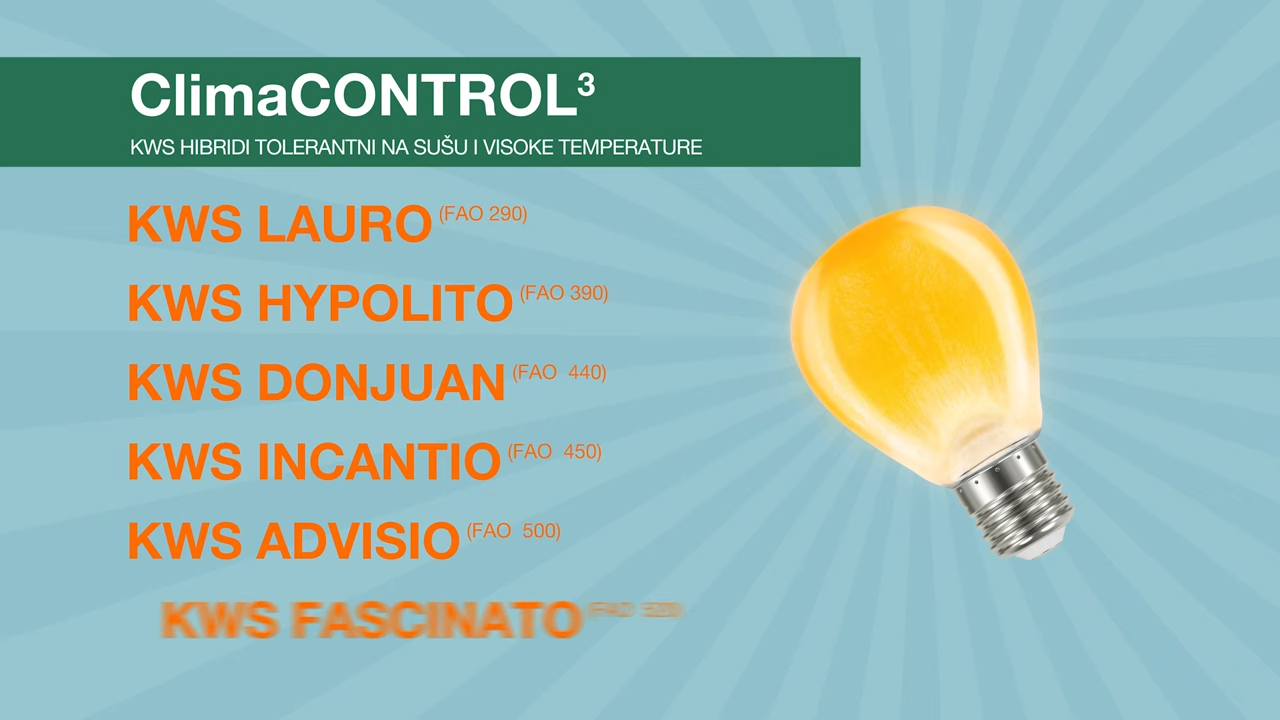 ClimaCONTROL³
KWS HIBRIDI TOLERANTNI NA SUŠU I VISOKE TEMPERATURE
KWS LAURO (FAO 290)
KWS HYPOLITO (FAO 390)
KWS DONJUAN (FAO 440)
KWS INCANTIO (FAO 450)
KWS ADVISIO (FAO 500)
KWS FASCINATO (FAO